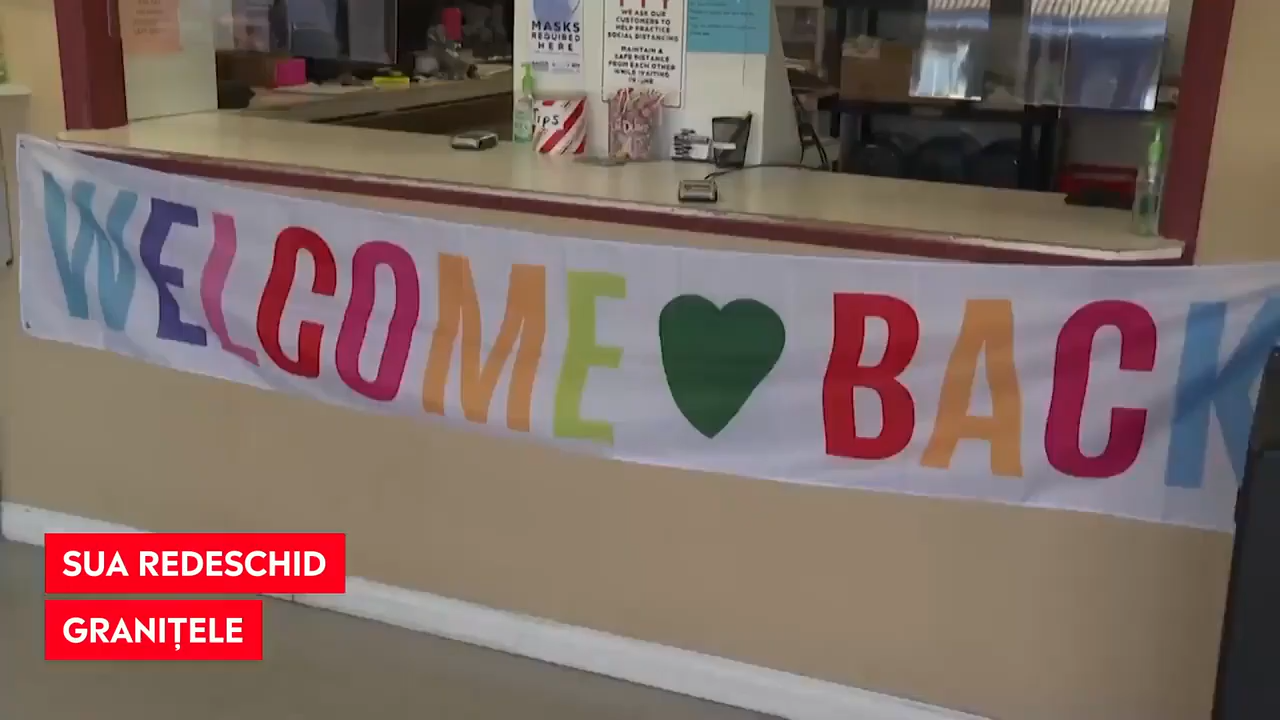 MASKS
REQUIRED
HERE
WE ASK OUR
CUSTOMERS TO
HELP PRACTICE
SOCIAL DISTANCING
MAINTAIN A
SAFE DISTANCE
FROM EACH OTHER
WHILE WAITING
IN LINE
Tips
WELCOME BACK
SUA REDESCHID
GRANIȚELE